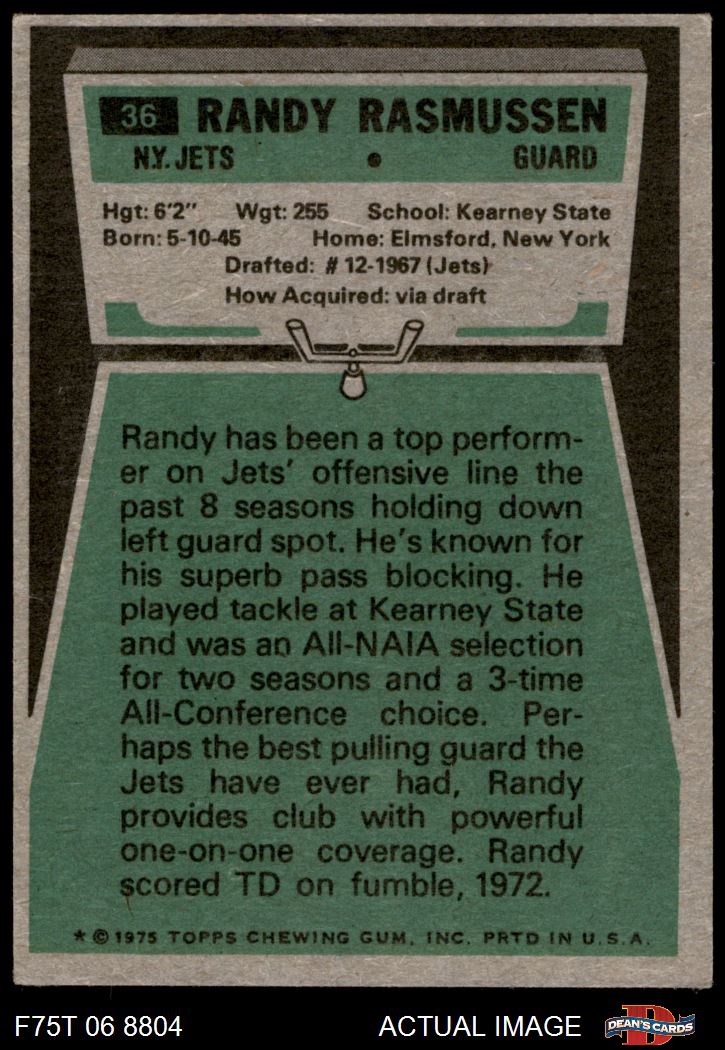 36 RANDY RASMUSSEN
N.Y. JETS • GUARD
Hgt: 6'2" Wgt: 255 School: Kearney State
Born: 5-10-45 Home: Elmsford, New York
Drafted: # 12-1967 (Jets)
How Acquired: via draft
Randy has been a top perform-
er on Jets' offensive line the
past 8 seasons holding down
left guard spot. He's known for
his superb pass blocking. He
played tackle at Kearney State
and was an All-NAIA selection
for two seasons and a 3-time
All-Conference choice. Per-
haps the best pulling guard the
Jets have ever had, Randy
provides club with powerful
one-on-one coverage. Randy
scored TD on fumble, 1972.
* © 1975 TOPPS CHEWING GUM, INC. PRTD IN U.S.A.
F75T 06 8804 ACTUAL IMAGE DEAN'S CARDS